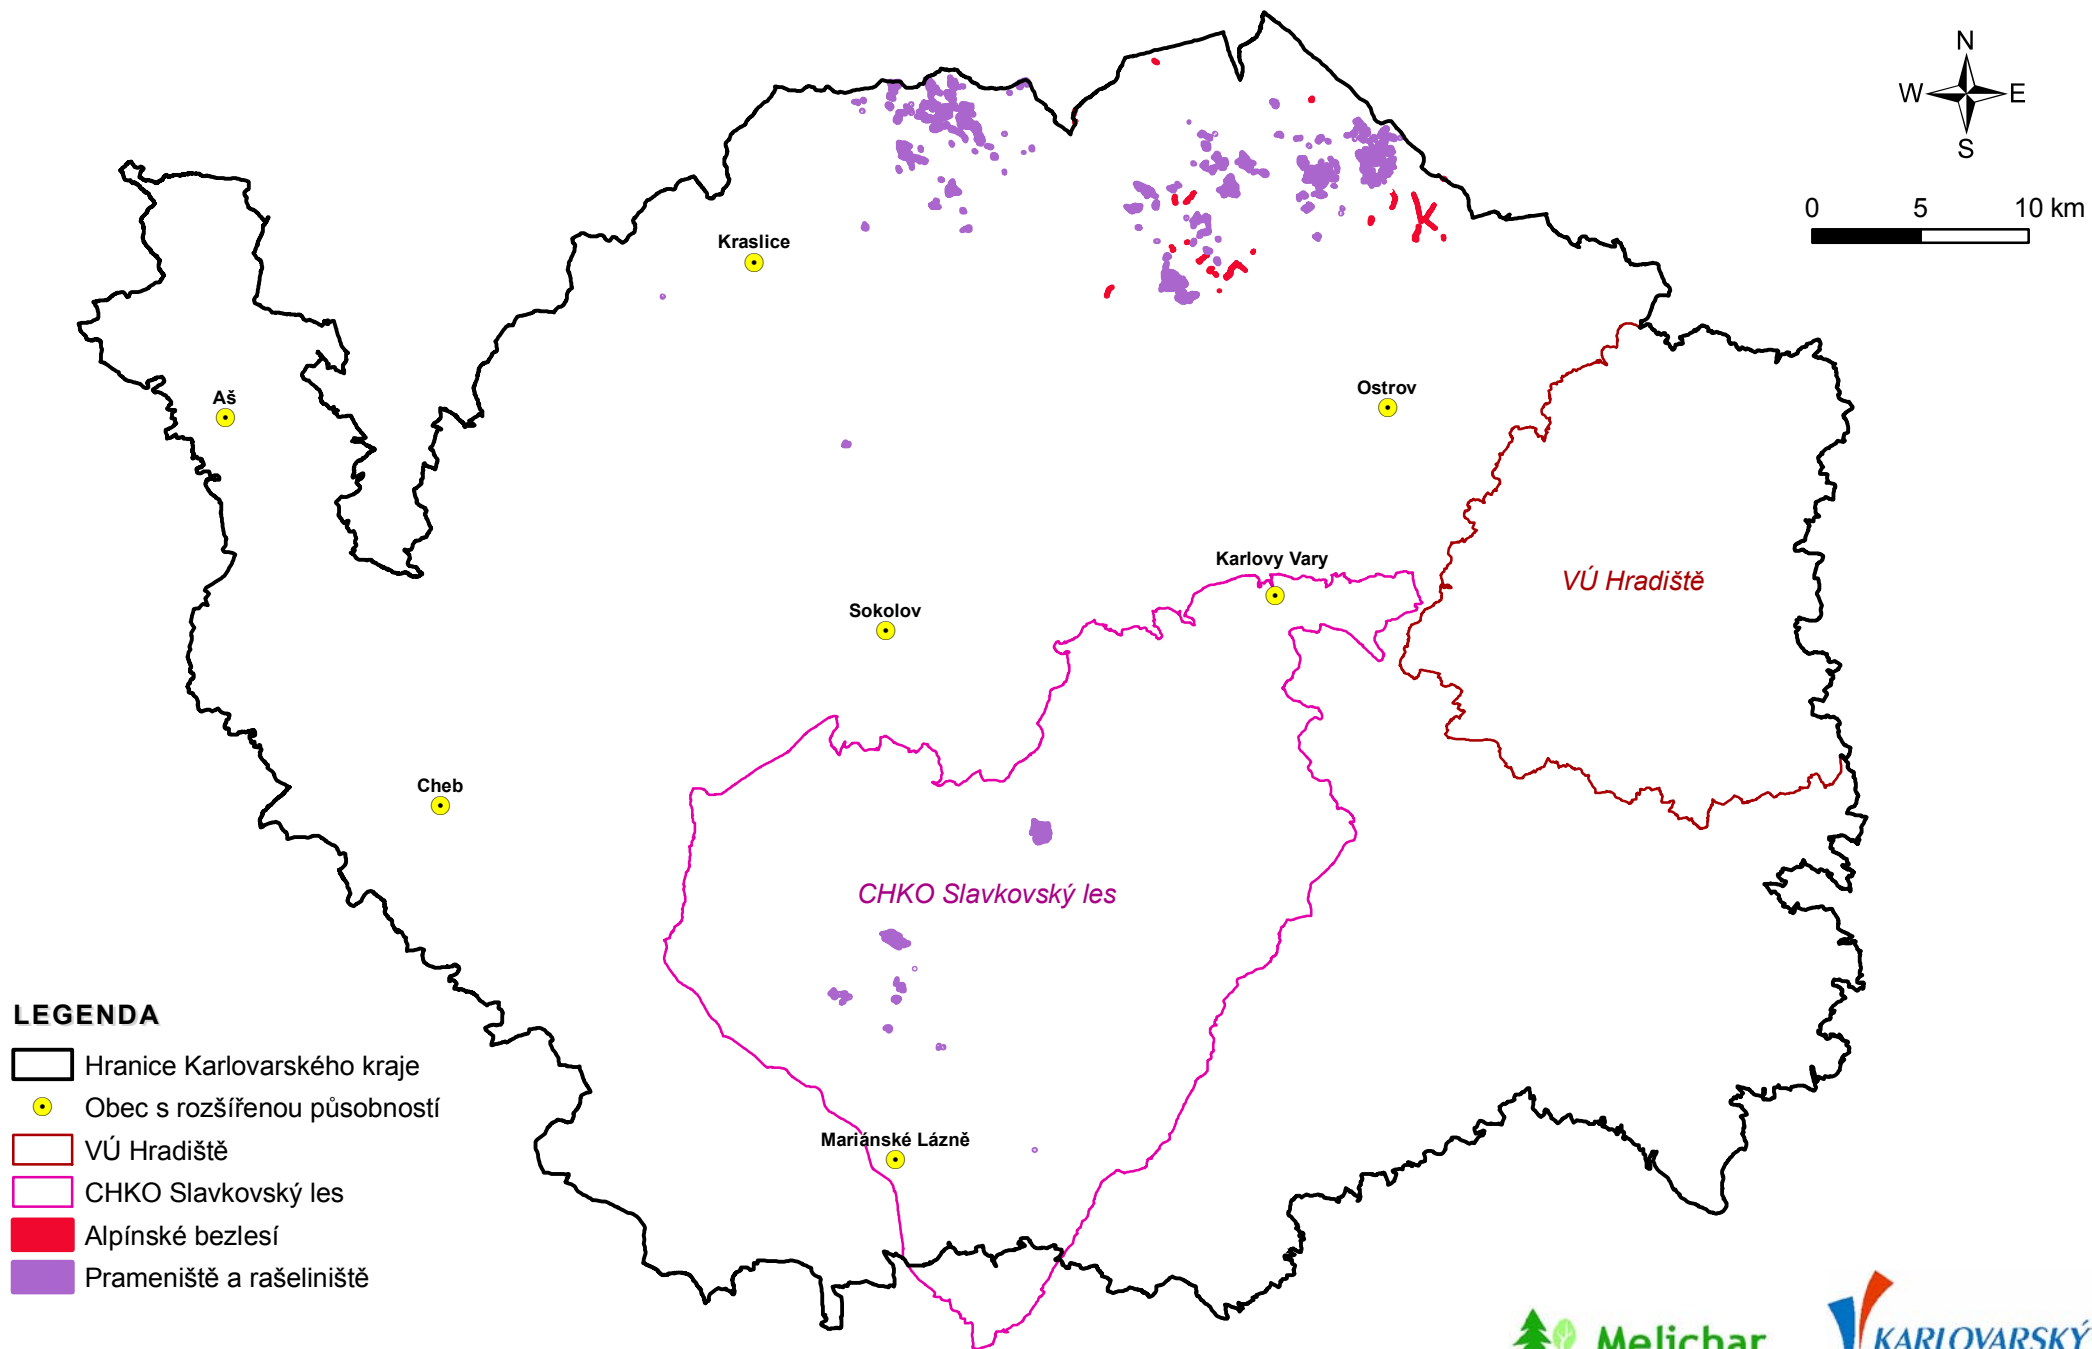 N
W E
S
0 5 10 km
Kraslice
Aš
Ostrov
Karlovy Vary
VÚ Hradiště
Sokolov
Cheb
CHKO Slavkovský les
Mariánské Lázně
LEGENDA
Hranice Karlovarského kraje
Obec s rozšířenou působností
VÚ Hradiště
CHKO Slavkovský les
Alpínské bezlesí
Prameniště a rašeliniště
Melichar
KARLOVARSKÝ